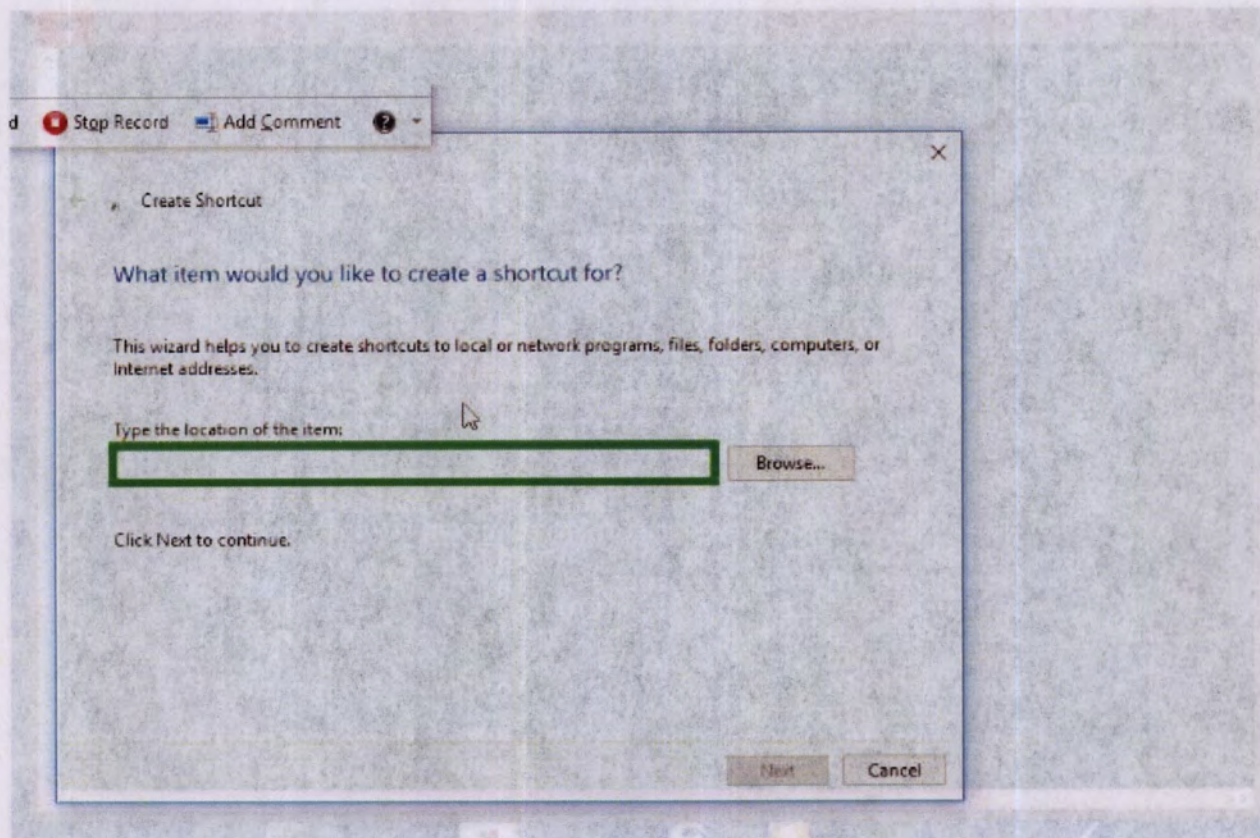 d Stop Record Add Comment ?
Create Shortcut
What item would you like to create a shortcut for?
This wizard helps you to create shortcuts to local or network programs, files, folders, computers, or
Internet addresses.
Type the location of the item:
Browse...
Click Next to continue.
Next Cancel